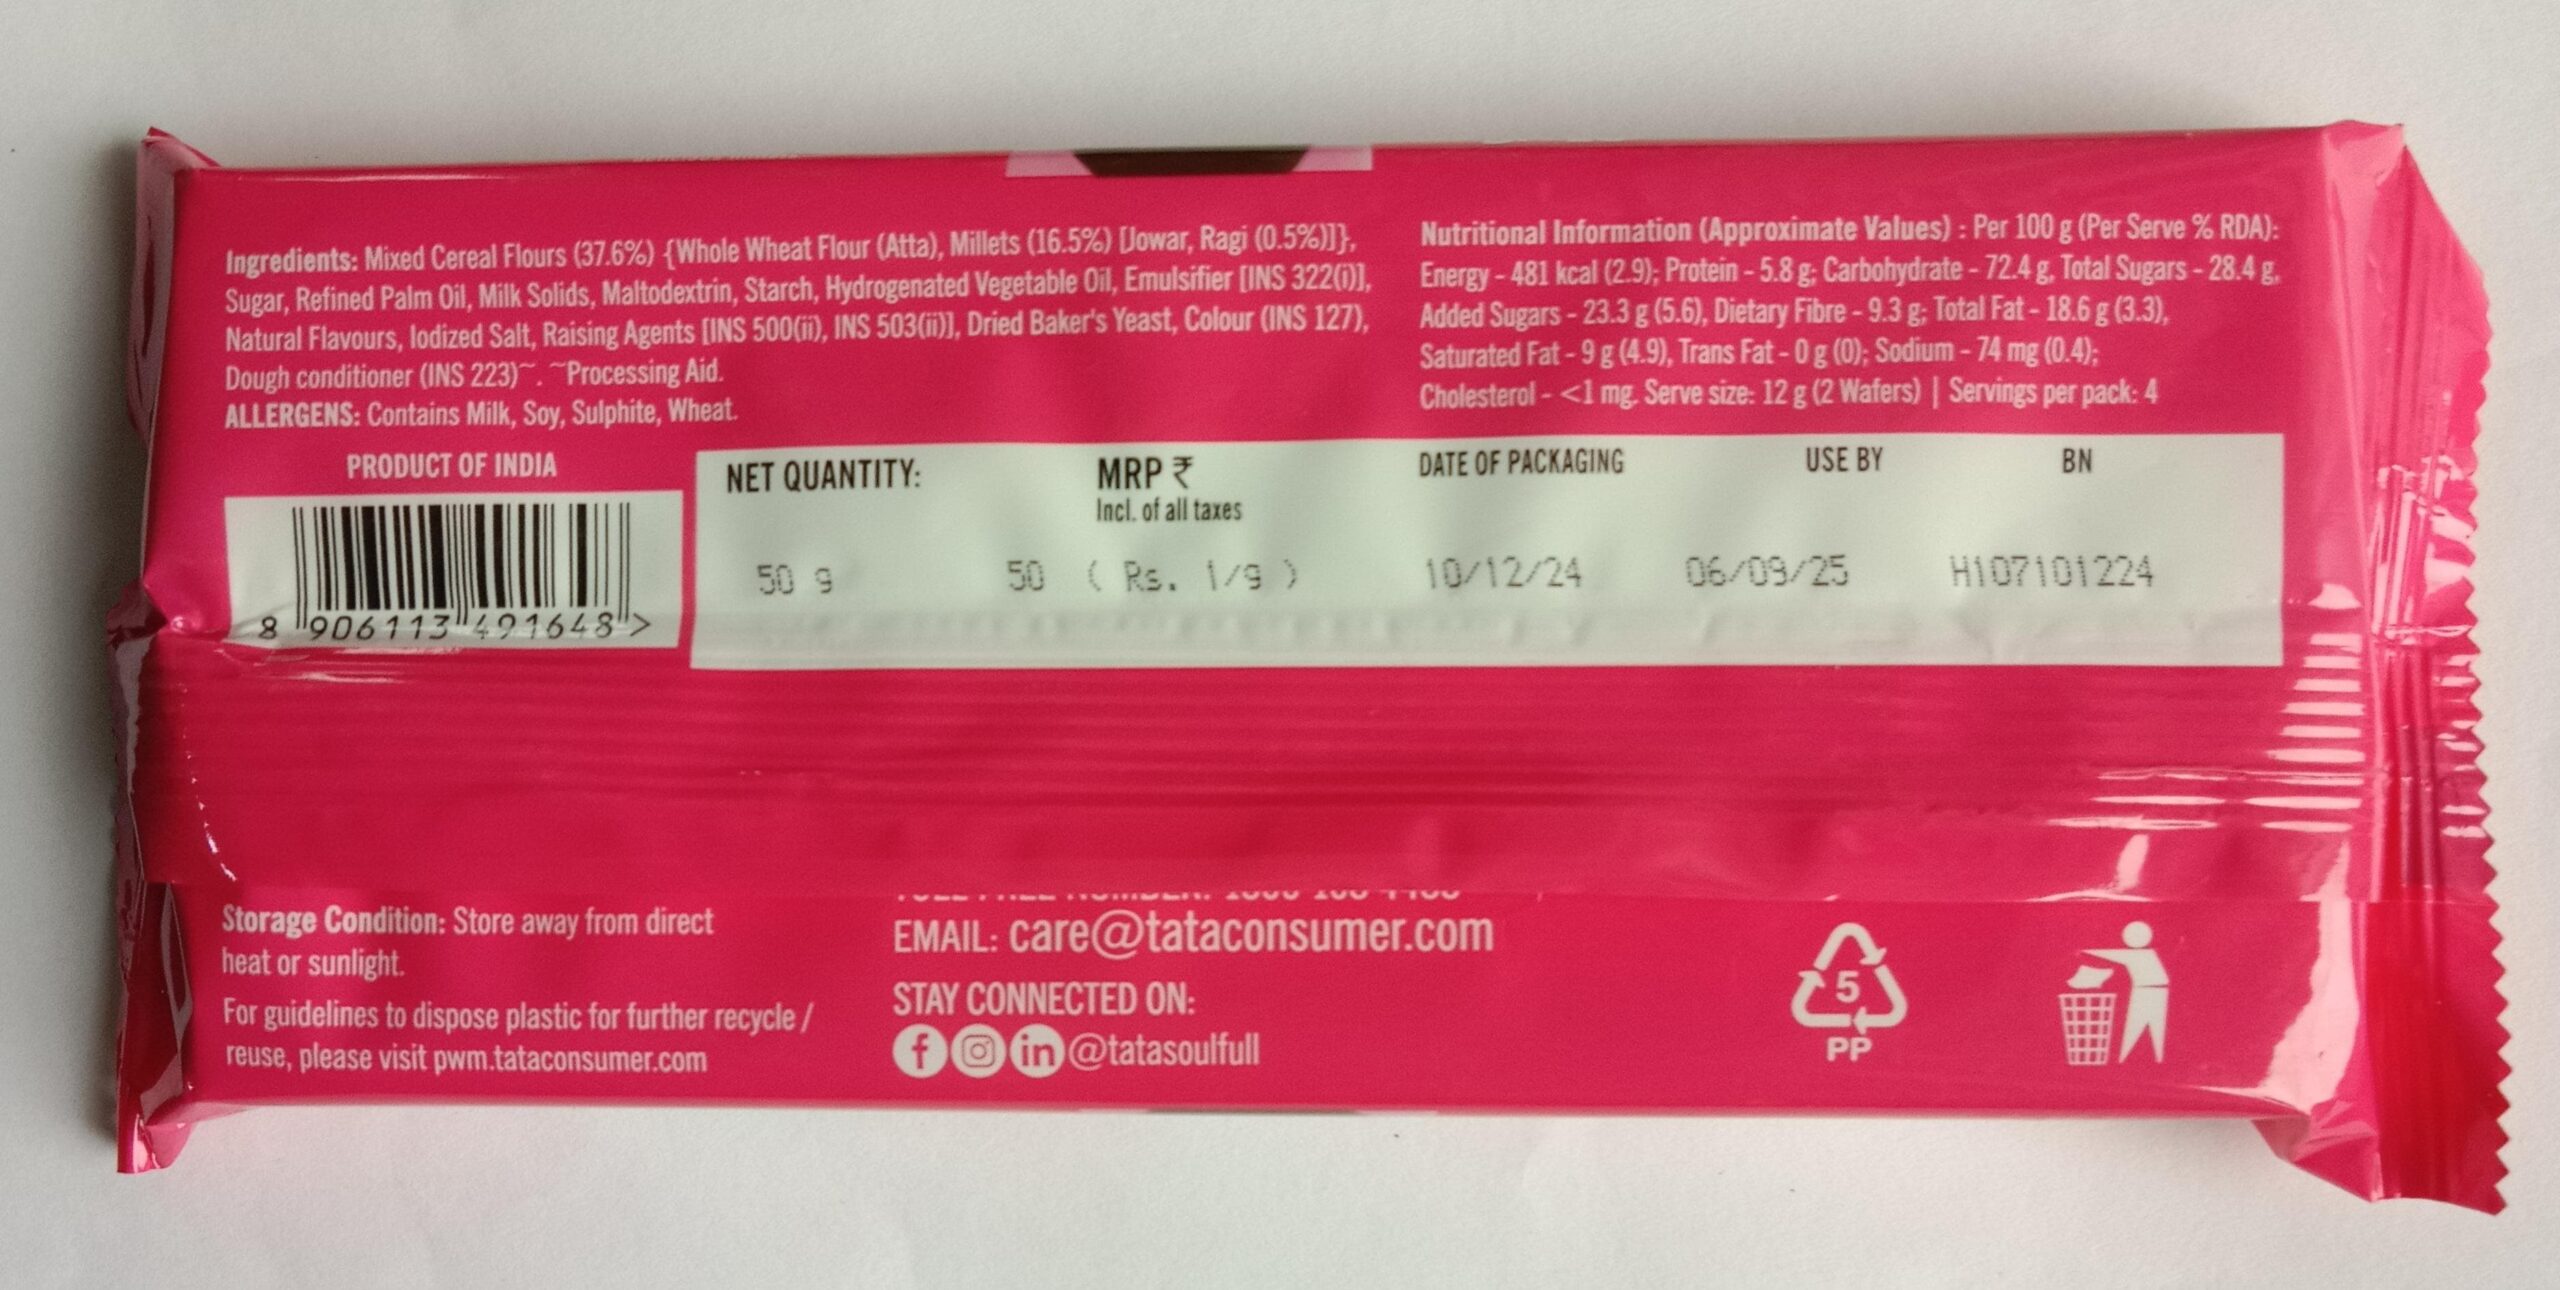 Ingredients: Mixed Cereal Flours (37.6%) {Whole Wheat Flour (Atta), Millets (16.5%) [Jowar, Ragi (0.5%)]},
Sugar, Refined Palm Oil, Milk Solids, Maltodextrin, Starch, Hydrogenated Vegetable Oil, Emulsifier [INS 322(i)],
Natural Flavours, Iodized Salt, Raising Agents [INS 500(ii), INS 503(ii)], Dried Baker's Yeast, Colour (INS 127),
Dough conditioner (INS 223)~. ~Processing Aid.
ALLERGENS: Contains Milk, Soy, Sulphite, Wheat.
Nutritional Information (Approximate Values) : Per 100 g (Per Serve % RDA):
Energy - 481 kcal (2.9); Protein - 5.8 g; Carbohydrate - 72.4 g, Total Sugars - 28.4 g,
Added Sugars - 23.3 g (5.6), Dietary Fibre - 9.3 g; Total Fat - 18.6 g (3.3),
Saturated Fat - 9 g (4.9), Trans Fat - 0 g (0); Sodium - 74 mg (0.4);
Cholesterol - <1 mg. Serve size: 12 g (2 Wafers) | Servings per pack: 4
PRODUCT OF INDIA
8 906113 491648 >
NET QUANTITY: MRP ₹ DATE OF PACKAGING USE BY BN
Incl. of all taxes
50 g 50 ( Rs. 1/g ) 10/12/24 06/09/25 H107101224
Storage Condition: Store away from direct
heat or sunlight.
For guidelines to dispose plastic for further recycle /
reuse, please visit pwm.tataconsumer.com
EMAIL: care@tataconsumer.com
STAY CONNECTED ON:
f in @tatasoulfull
5
PP